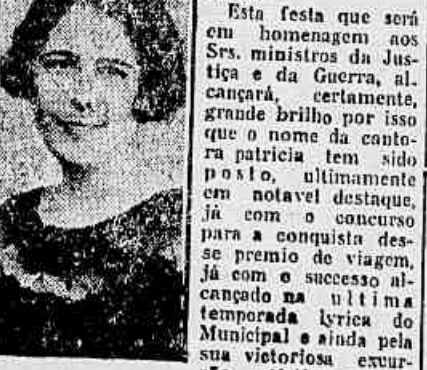 Esta festa que será
em homenagem aos
Srs. ministros da Jus-
tiça e da Guerra, al-
cançará, certamente,
grande brilho por isso
que o nome da canto-
ra patricia tem sido
posto, ultimamente
em notavel destaque,
já com o concurso
para a conquista des-
se premio de viagem,
já com o successo al-
cançado na ultima
temporada lyrica do
Municipal e ainda pela
sua victoriosa excur-